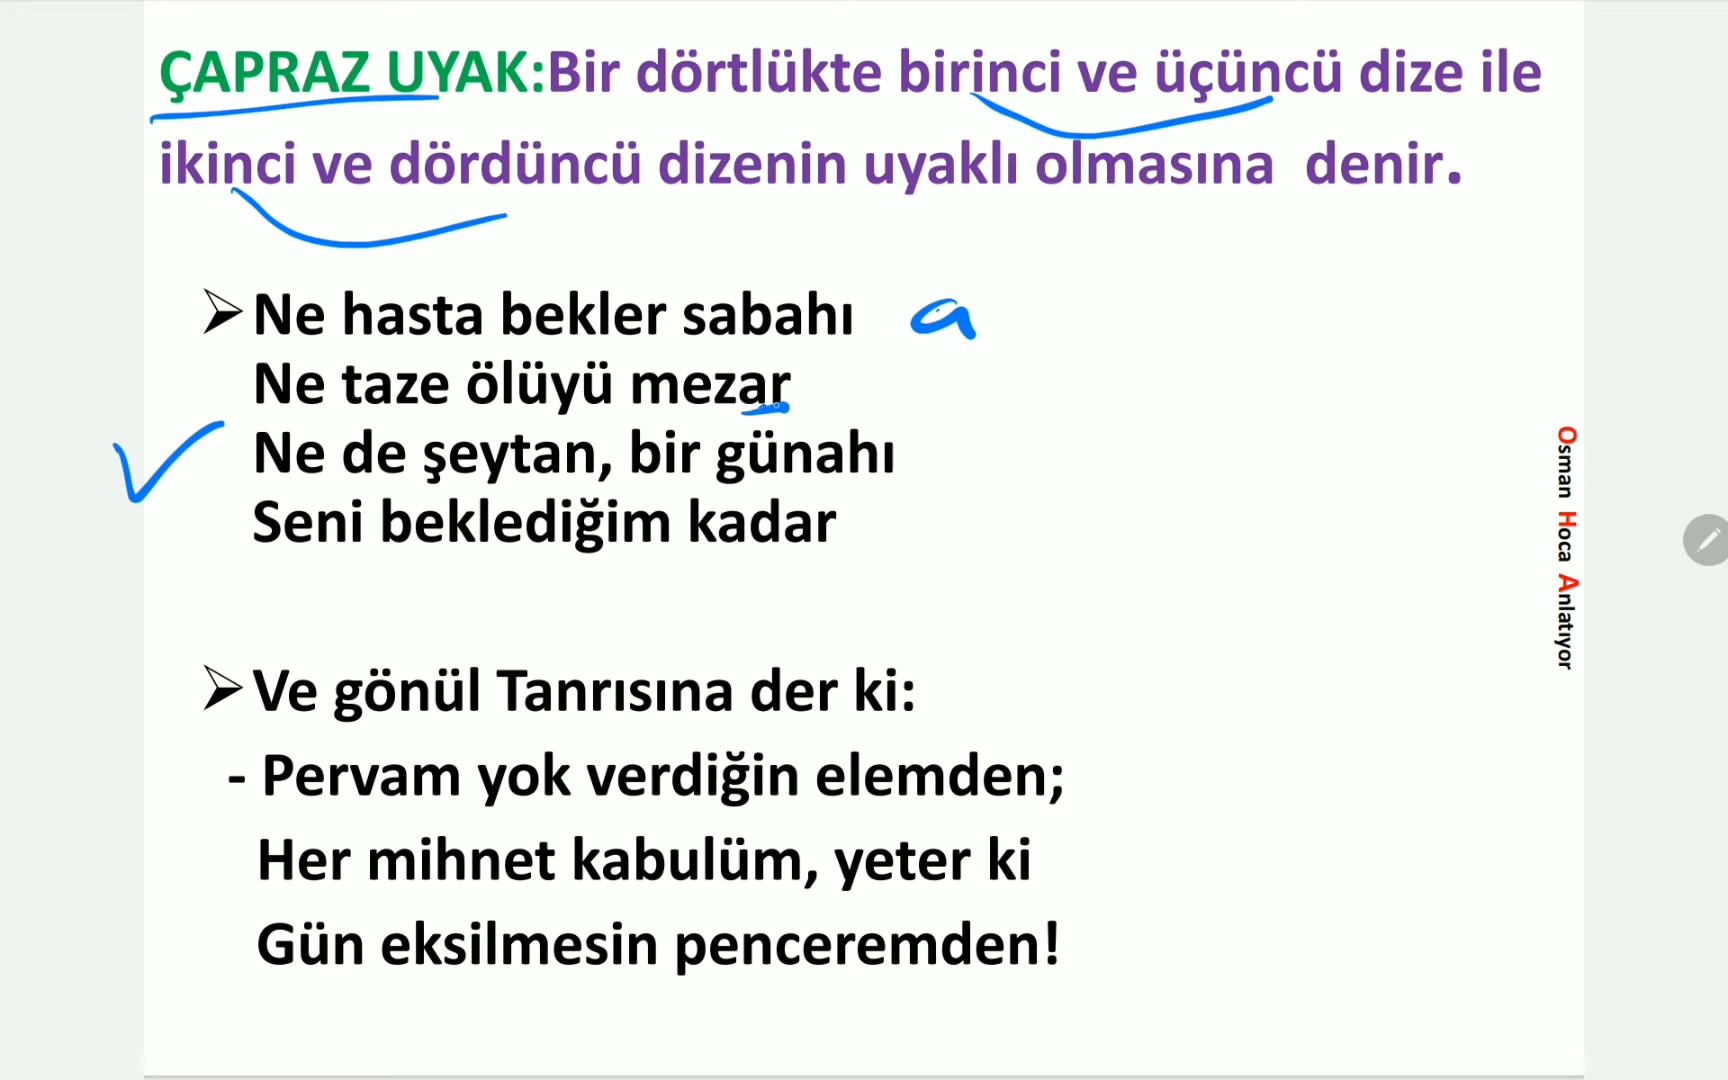 ÇAPRAZ UYAK:Bir dörtlükte birinci ve üçüncü dize ile
ikinci ve dördüncü dizenin uyaklı olmasına denir.
Ne hasta bekler sabahı a
Ne taze ölüyü mezar
Ne de şeytan, bir günahı
Seni beklediğim kadar
Ve gönül Tanrısına der ki:
- Pervam yok verdiğin elemden;
Her mihnet kabulüm, yeter ki
Gün eksilmesin penceremden!
Osman Hoca Anlatıyor